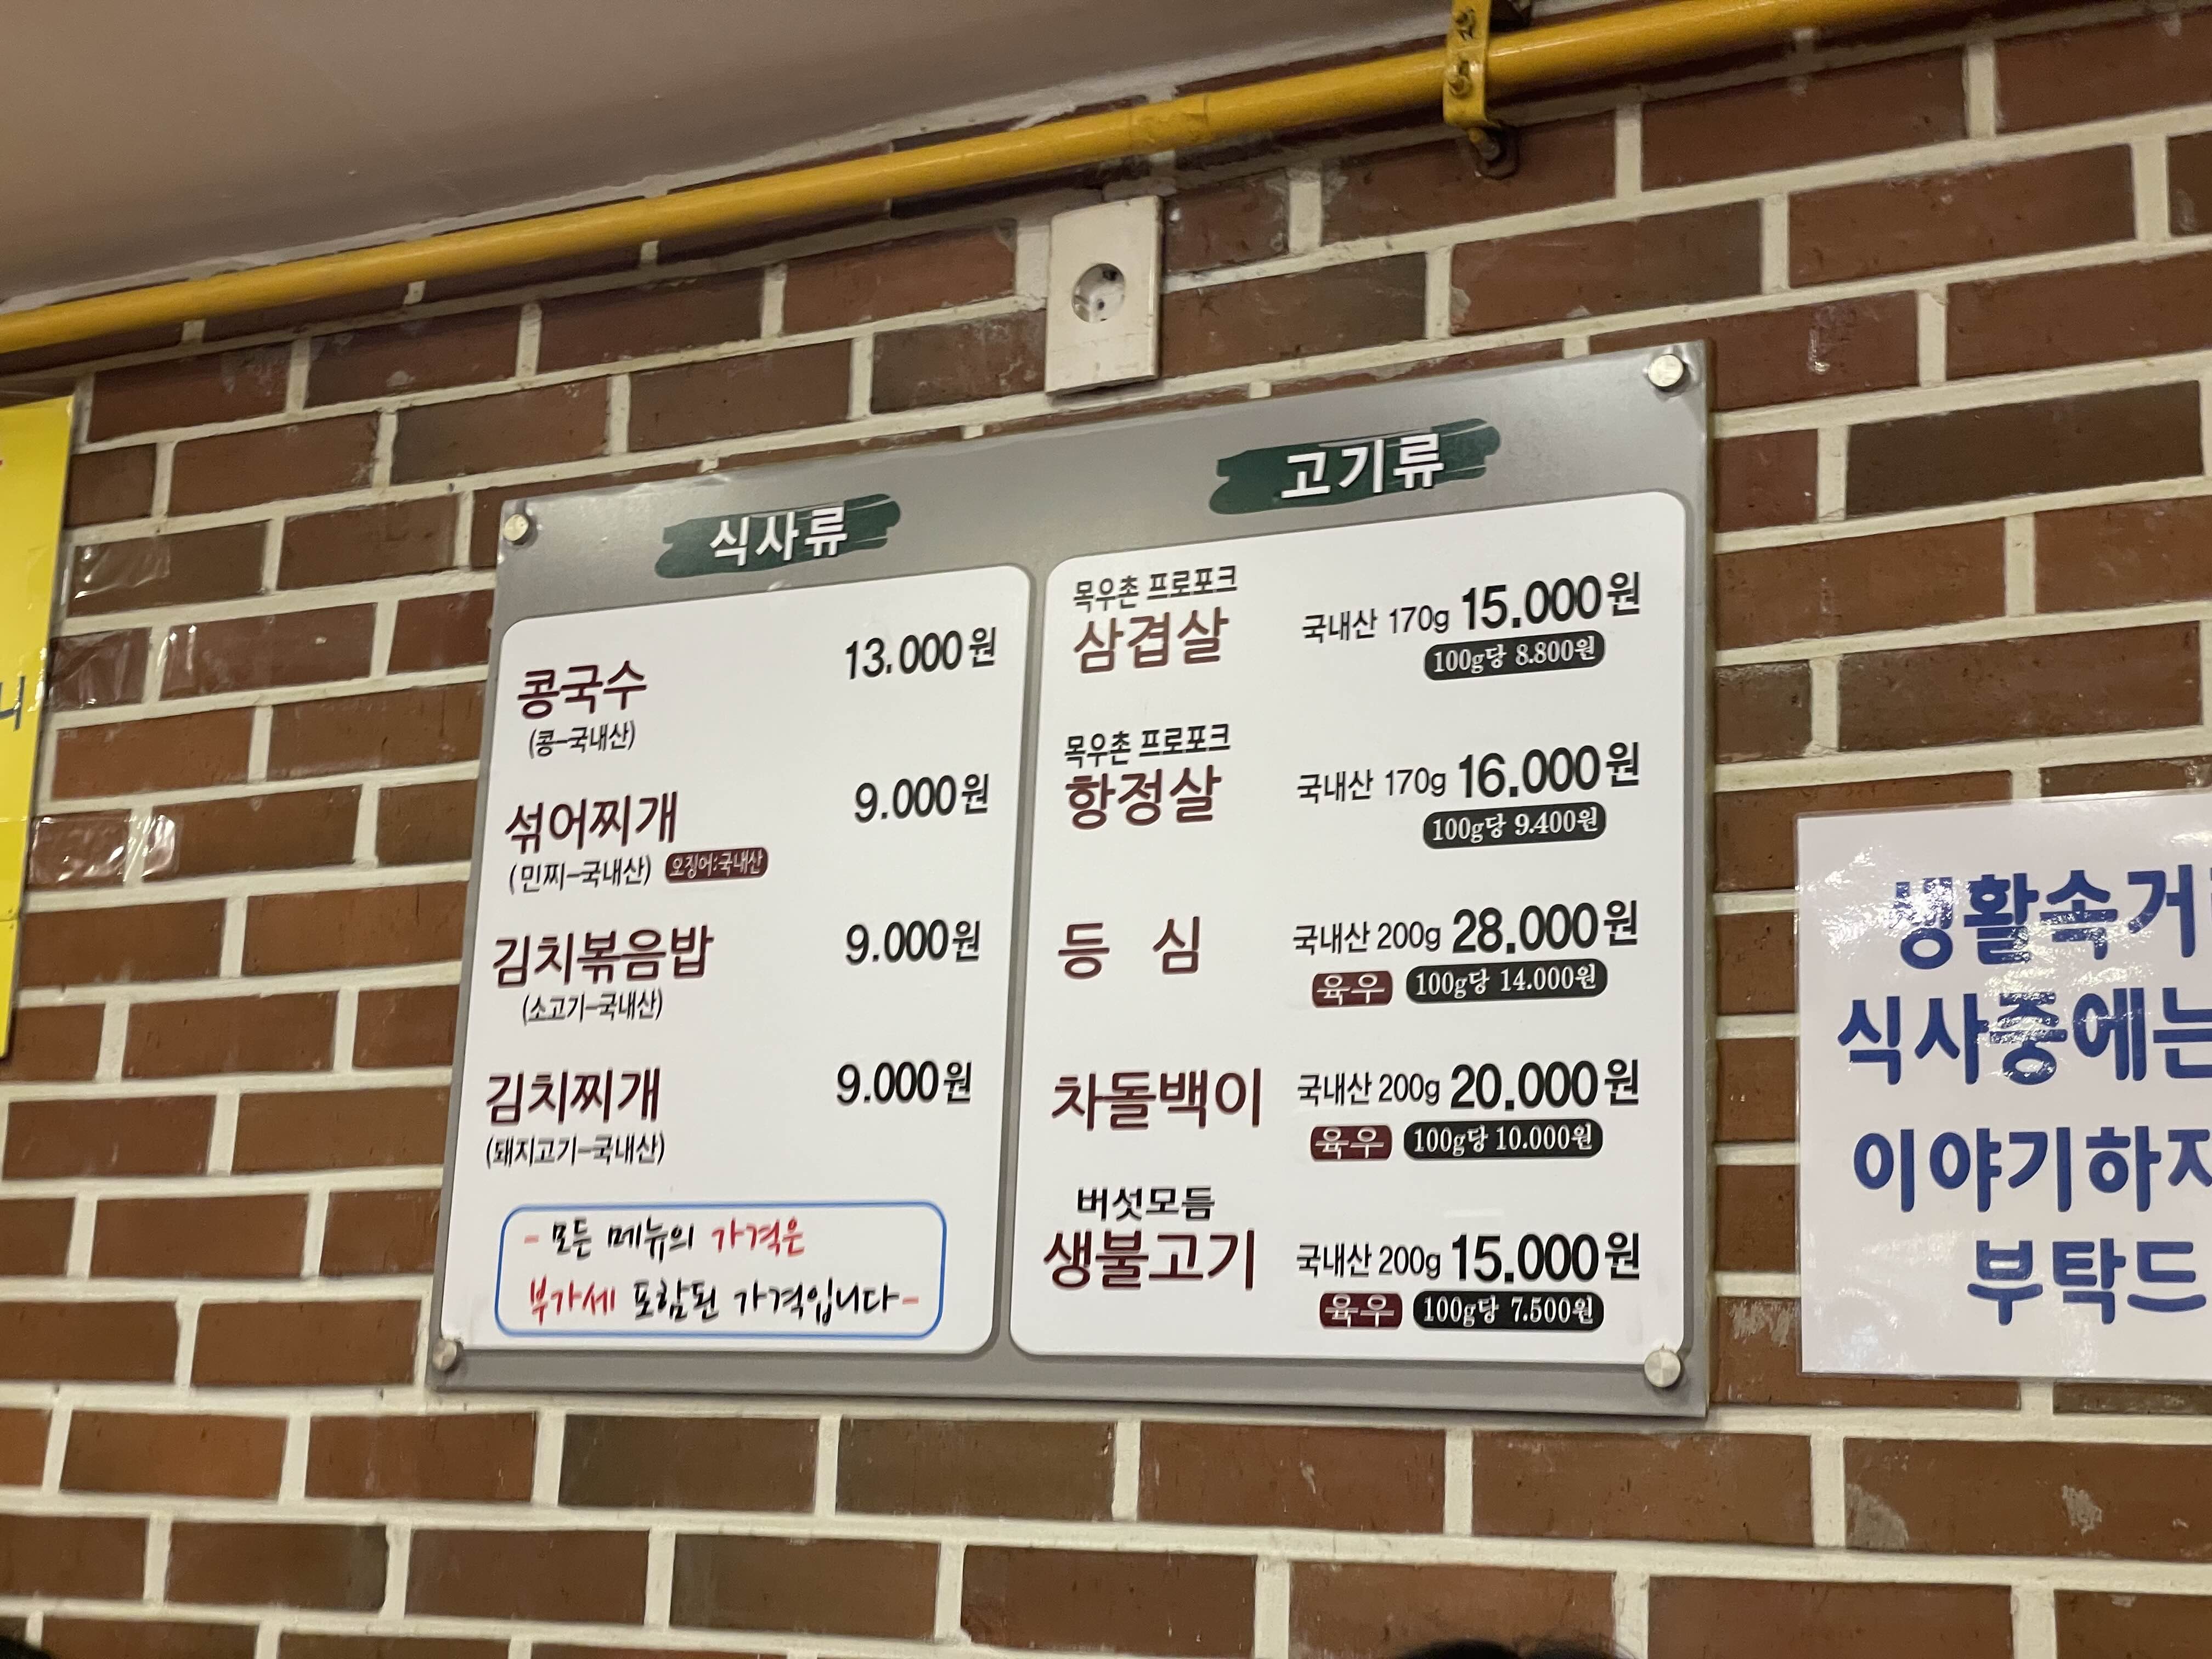 식사류
콩국수 13.000원
(콩-국내산)
섞어찌개 9.000원
(민찌-국내산) 오징어:국내산
김치볶음밥 9.000원
(소고기-국내산)
김치찌개 9.000원
(돼지고기-국내산)
- 모든 메뉴의 가격은
부가세 포함된 가격입니다-
고기류
목우촌 프로포크
삼겹살 국내산 170g 15.000원
100g당 8.800원
목우촌 프로포크
항정살 국내산 170g 16.000원
100g당 9.400원
등 심 국내산 200g 28.000원
육우 100g당 14.000원
차돌백이 국내산 200g 20.000원
육우 100g당 10.000원
버섯모듬
생불고기 국내산 200g 15.000원
육우 100g당 7.500원
생활속거
식사중에는
이야기하지
부탁드
니